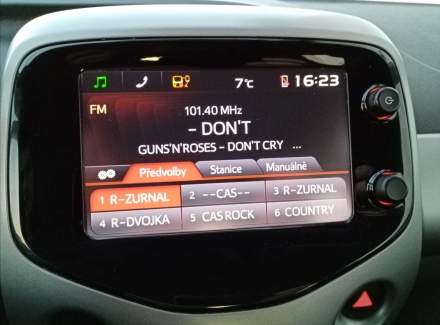 7°C 16:23
FM
101.40 MHz
- DON'T
GUNS'N'ROSES - DON'T CRY ...
Předvolby Stanice Manuálně
1 R-ZURNAL 2 --CAS-- 3 R-ZURNAL
4 R-DVOJKA 5 CAS ROCK 6 COUNTRY